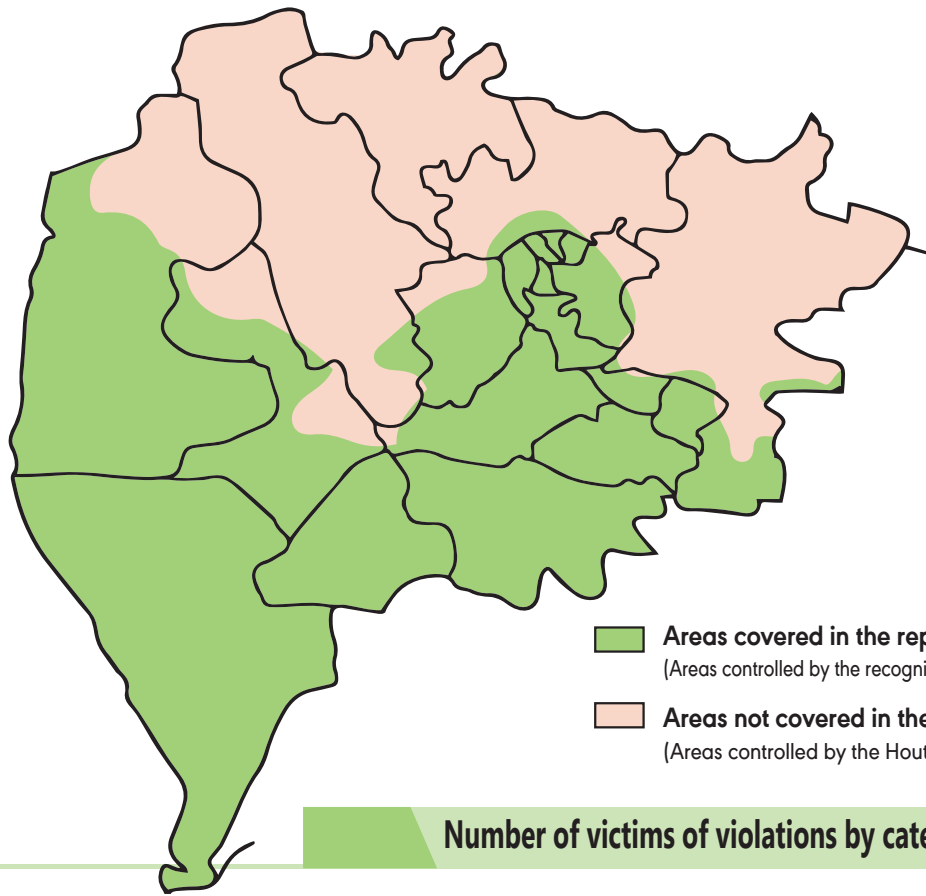 Areas covered in the rep
(Areas controlled by the recogni
Areas not covered in the
(Areas controlled by the Hout
Number of victims of violations by cate